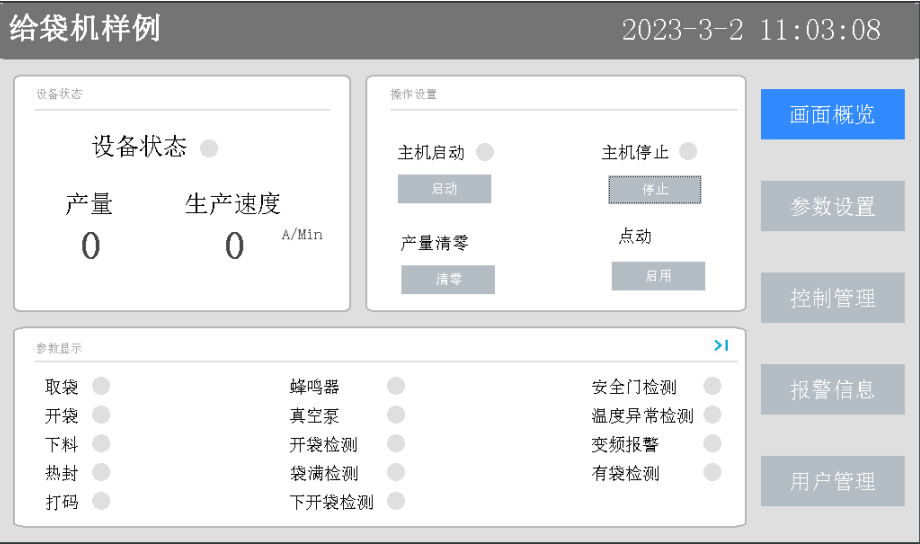 给袋机样例 2023-3-2 11:03:08
设备状态
设备状态
产量 生产速度
0 0 A/Min
操作设置
主机启动 主机停止
启动 停止
产量清零 点动
清零 启用
画面概览
参数设置
控制管理
报警信息
用户管理
参数显示
取袋 蜂鸣器 安全门检测
开袋 真空泵 温度异常检测
下料 开袋检测 变频报警
热封 袋满检测 有袋检测
打码 下开袋检测